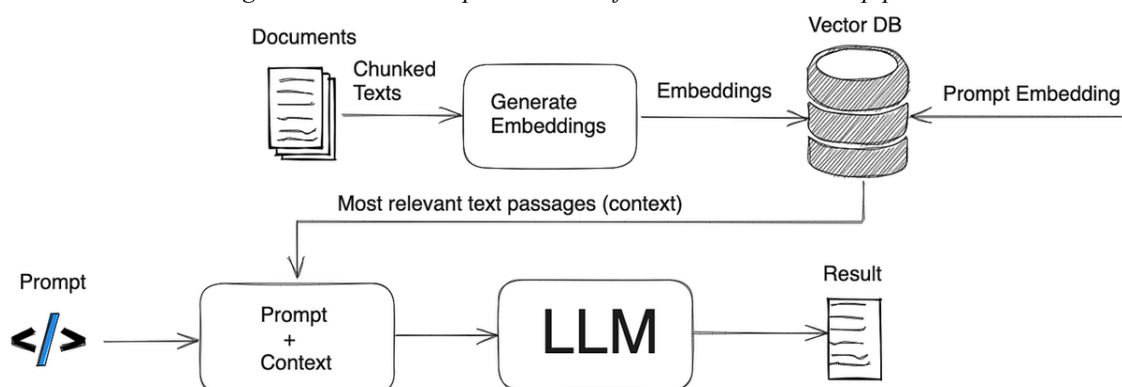 Documents
Vector DB
Chunked
Texts
Generate
Embeddings
Embeddings
Prompt Embedding
Most relevant text passages (context)
Prompt
</>
Prompt
+
Context
LLM
Result